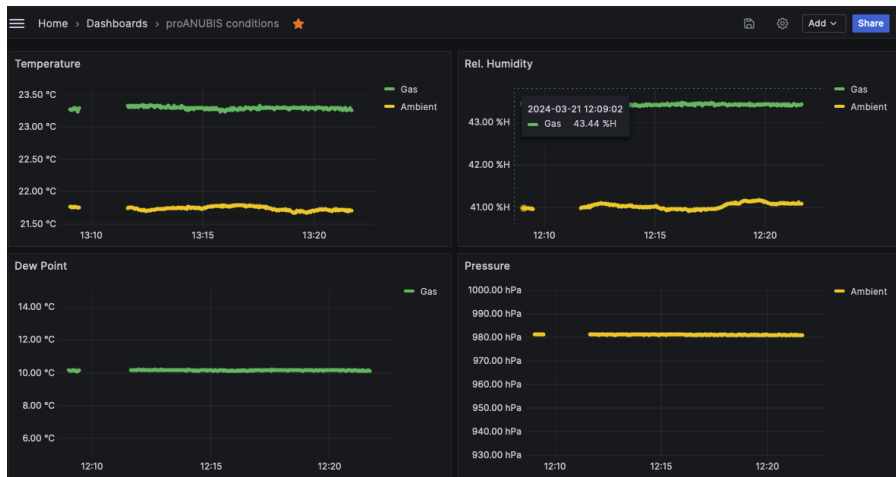 Home › Dashboards › proANUBIS conditions
Add
Share
Temperature
23.50 °C
23.00 °C
22.50 °C
22.00 °C
21.50 °C
13:10 13:15 13:20
Gas
Ambient
Rel. Humidity
43.00 %H
42.00 %H
41.00 %H
2024-03-21 12:09:02
Gas 43.44 %H
12:10 12:15 12:20
Gas
Ambient
Dew Point
14.00 °C
12.00 °C
10.00 °C
8.00 °C
6.00 °C
12:10 12:15 12:20
Gas
Pressure
1000.00 hPa
990.00 hPa
980.00 hPa
970.00 hPa
960.00 hPa
950.00 hPa
940.00 hPa
930.00 hPa
12:10 12:15 12:20
Ambient